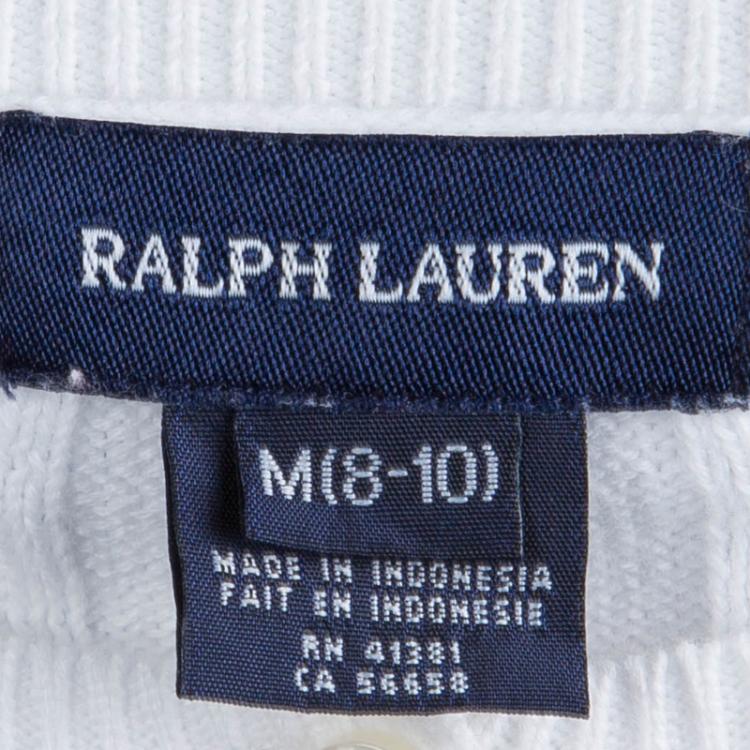 RALPH LAUREN
M(8-10)
MADE IN INDONESIA
FAIT EN INDONESIE
RN 41381
CA 56658